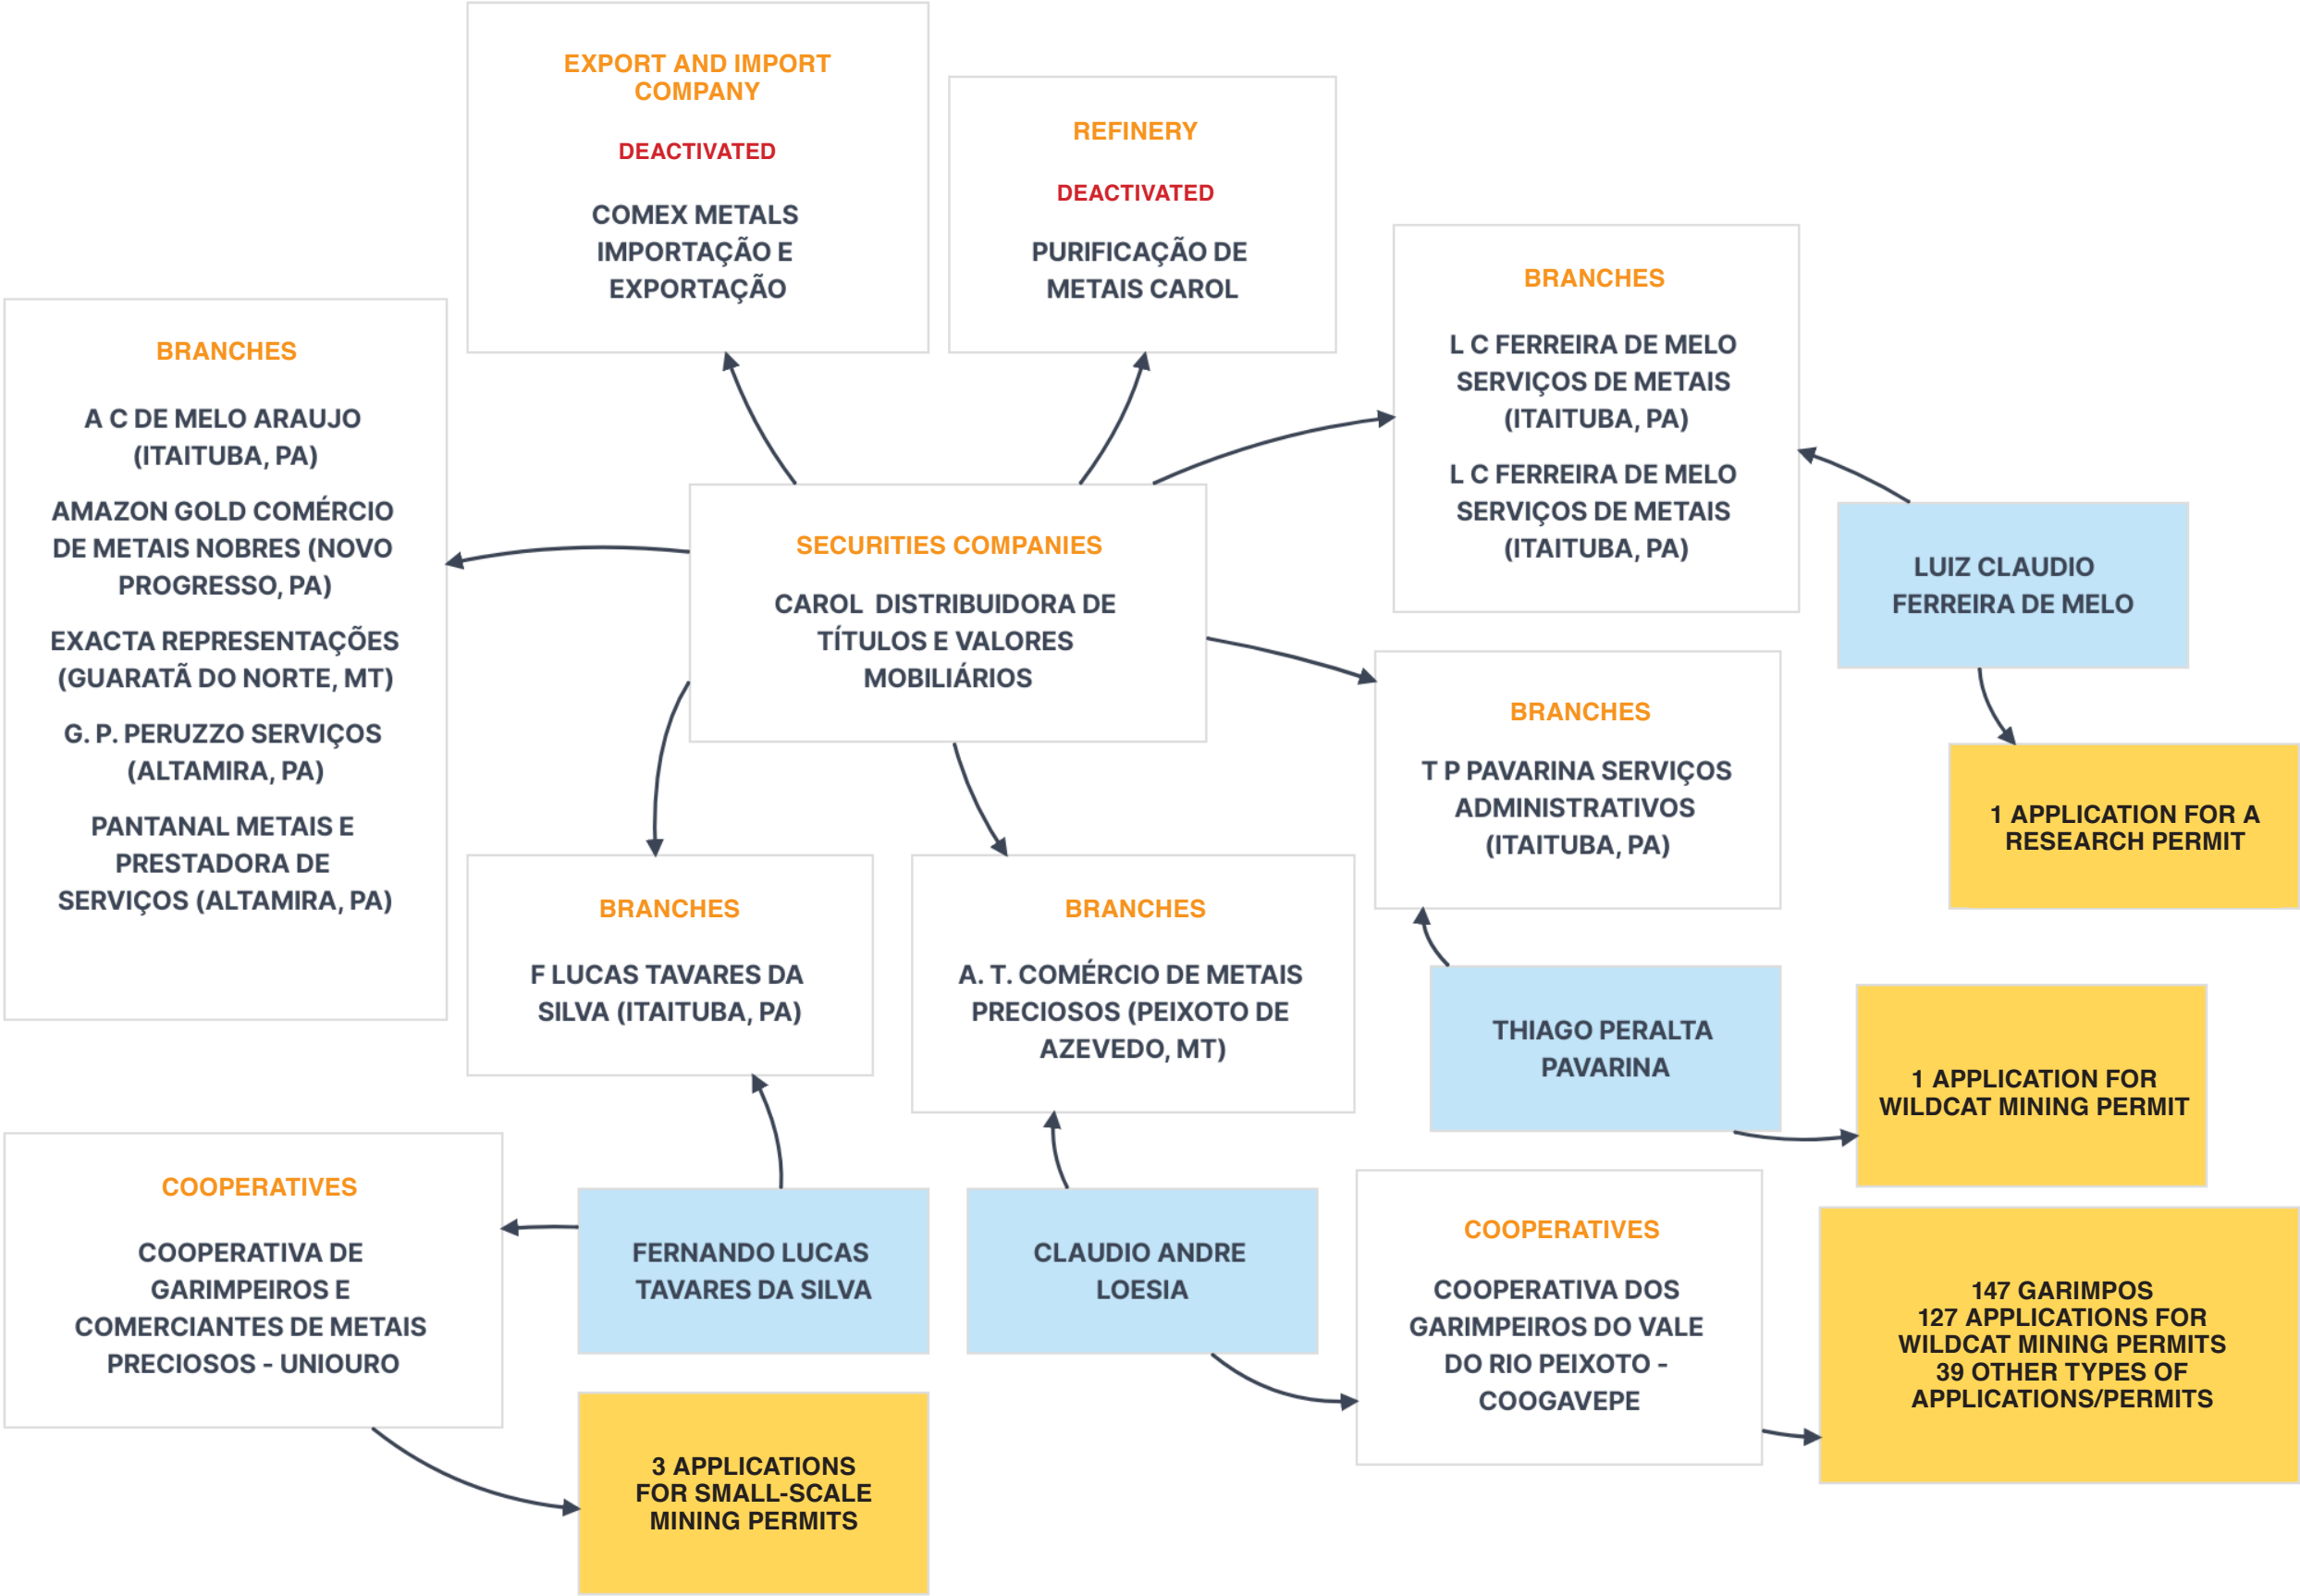 EXPORT AND IMPORT
COMPANY
DEACTIVATED
COMEX METALS
IMPORTAÇÃO E
EXPORTAÇÃO
REFINERY
DEACTIVATED
PURIFICAÇÃO DE
METAIS CAROL
BRANCHES
L C FERREIRA DE MELO
SERVIÇOS DE METAIS
(ITAITUBA, PA)
L C FERREIRA DE MELO
SERVIÇOS DE METAIS
(ITAITUBA, PA)
BRANCHES
A C DE MELO ARAUJO
(ITAITUBA, PA)
AMAZON GOLD COMÉRCIO
DE METAIS NOBRES (NOVO
PROGRESSO, PA)
EXACTA REPRESENTAÇÕES
(GUARATÃ DO NORTE, MT)
G. P. PERUZZO SERVIÇOS
(ALTAMIRA, PA)
PANTANAL METAIS E
PRESTADORA DE
SERVIÇOS (ALTAMIRA, PA)
SECURITIES COMPANIES
CAROL DISTRIBUIDORA DE
TÍTULOS E VALORES
MOBILIÁRIOS
LUIZ CLAUDIO
FERREIRA DE MELO
BRANCHES
T P PAVARINA SERVIÇOS
ADMINISTRATIVOS
(ITAITUBA, PA)
1 APPLICATION FOR A
RESEARCH PERMIT
BRANCHES
F LUCAS TAVARES DA
SILVA (ITAITUBA, PA)
BRANCHES
A. T. COMÉRCIO DE METAIS
PRECIOSOS (PEIXOTO DE
AZEVEDO, MT)
THIAGO PERALTA
PAVARINA
1 APPLICATION FOR
WILDCAT MINING PERMIT
COOPERATIVES
COOPERATIVA DE
GARIMPEIROS E
COMERCIANTES DE METAIS
PRECIOSOS - UNIOURO
FERNANDO LUCAS
TAVARES DA SILVA
CLAUDIO ANDRE
LOESIA
COOPERATIVES
COOPERATIVA DOS
GARIMPEIROS DO VALE
DO RIO PEIXOTO -
COOGAVEPE
147 GARIMPOS
127 APPLICATIONS FOR
WILDCAT MINING PERMITS
39 OTHER TYPES OF
APPLICATIONS/PERMITS
3 APPLICATIONS
FOR SMALL-SCALE
MINING PERMITS